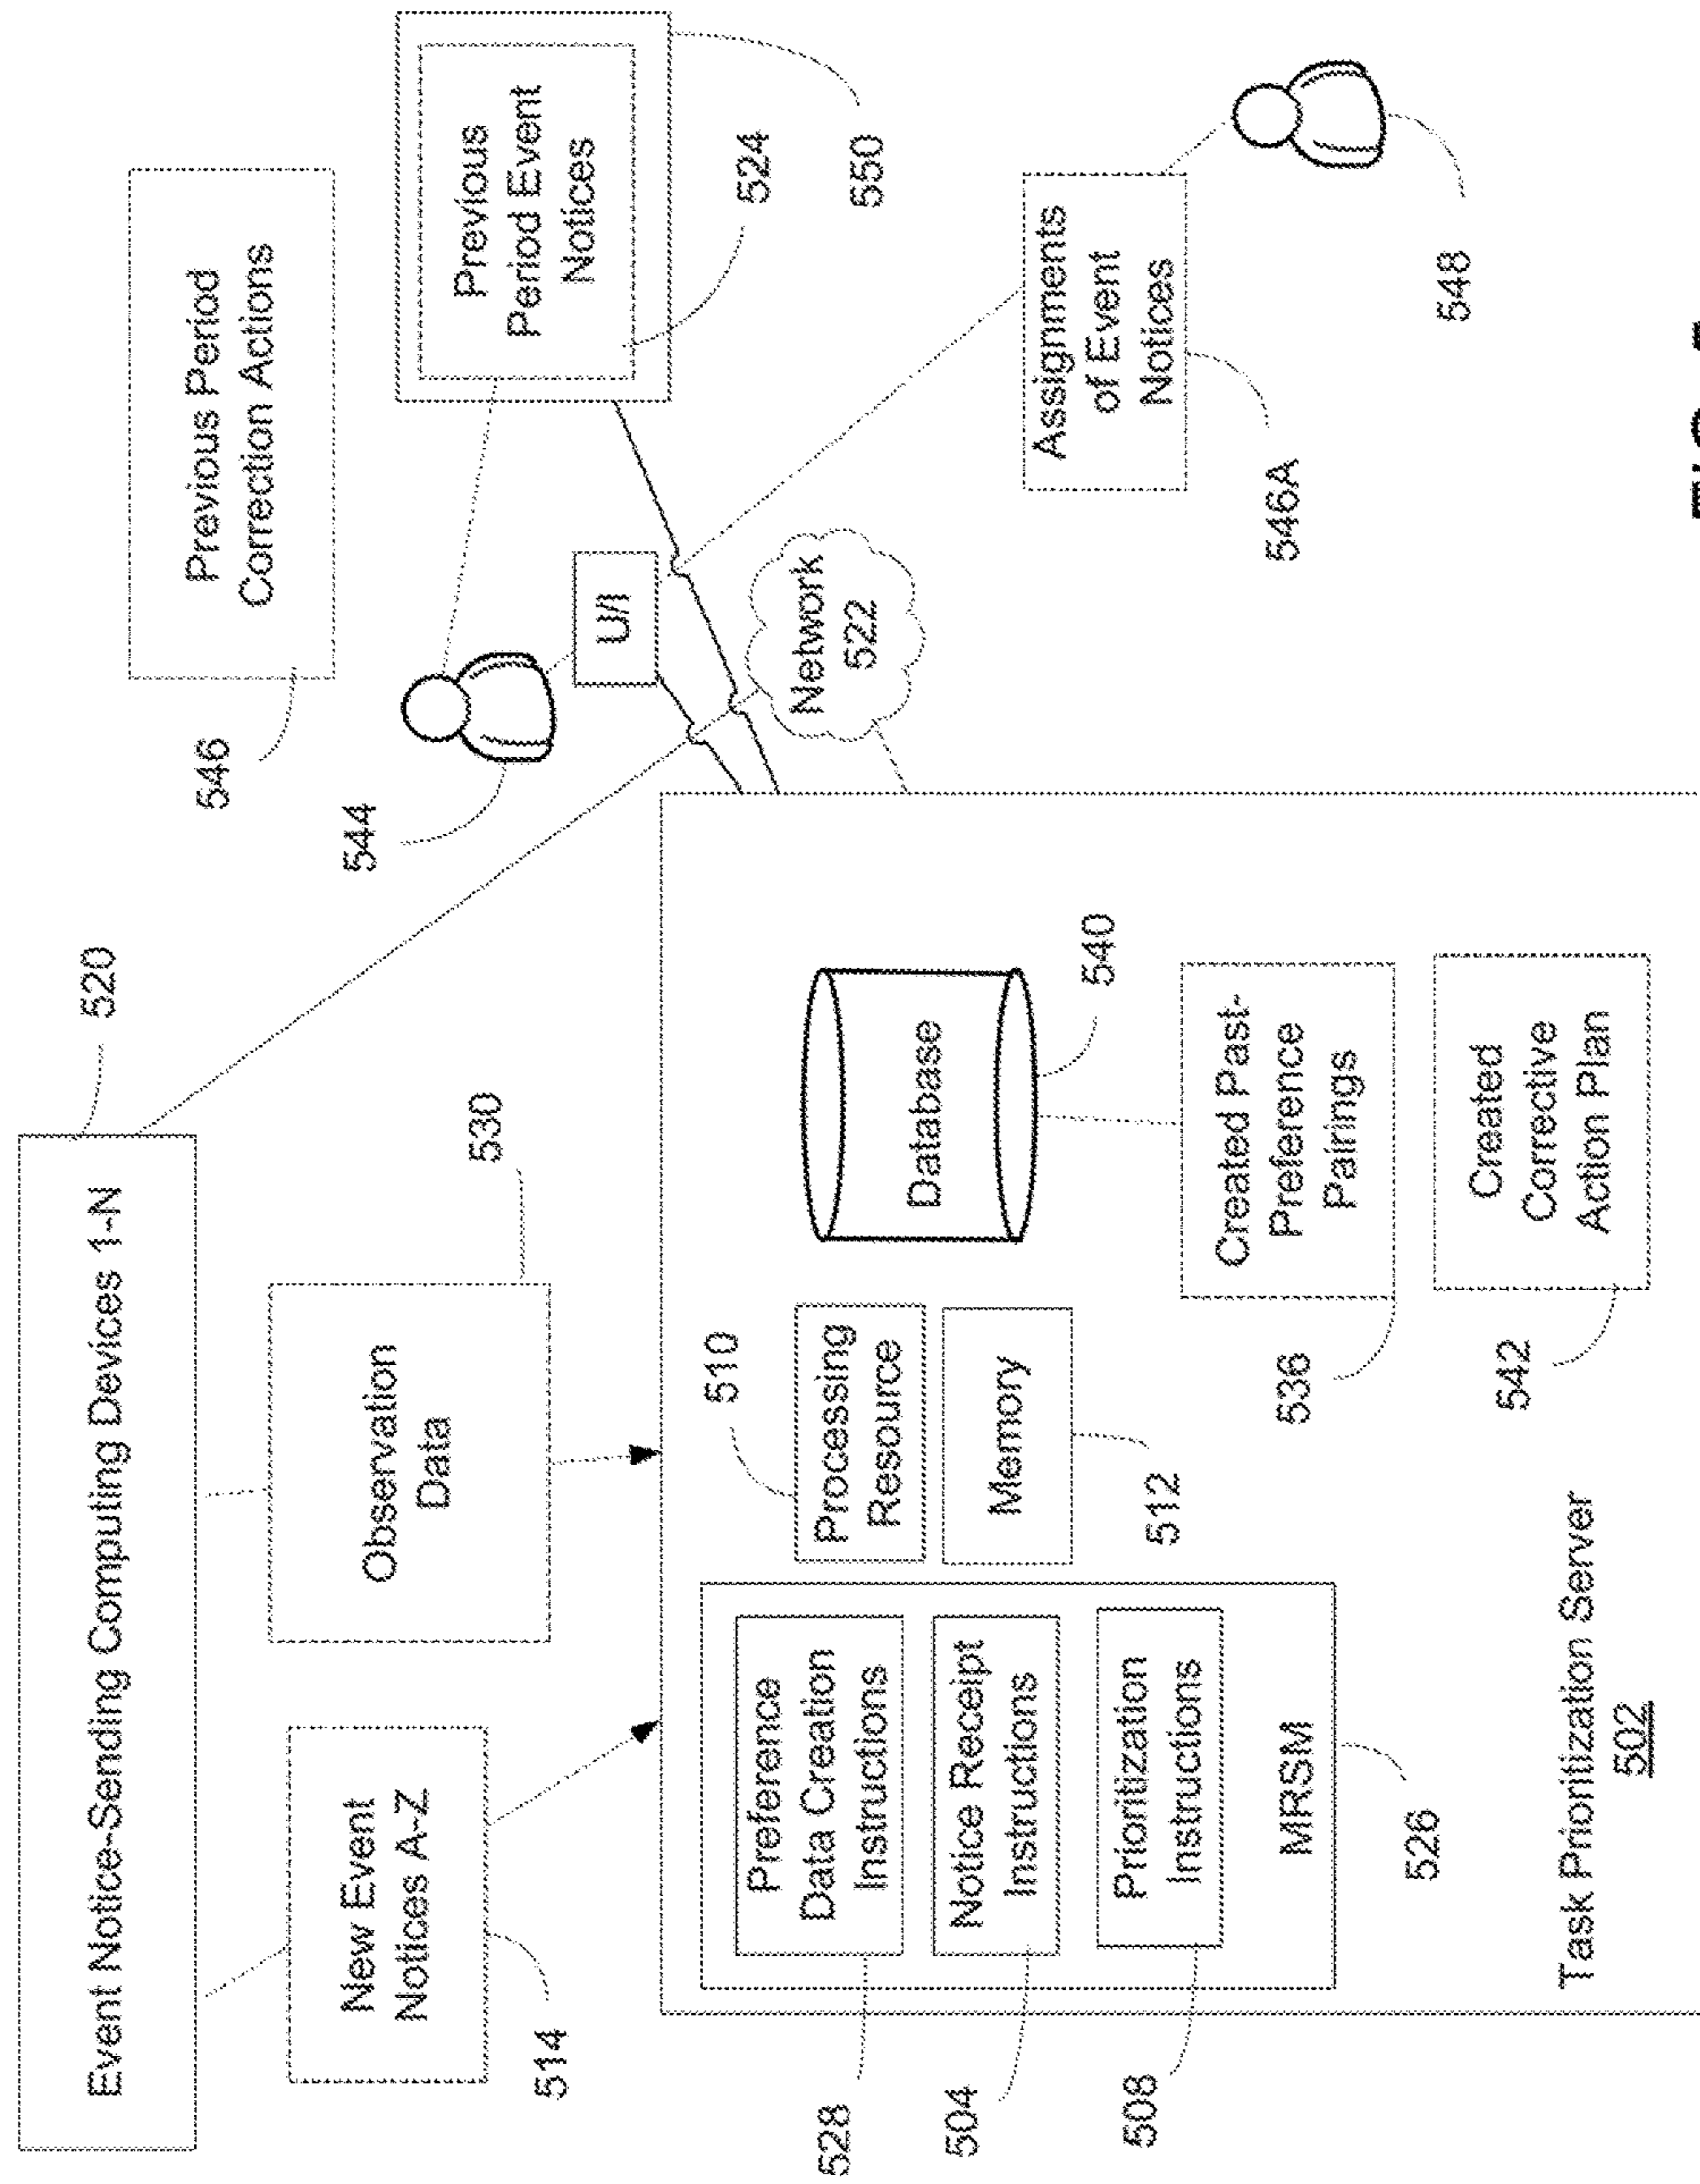 Event Notice-Sending Computing Devices 1-N
520
New Event
Notices A-Z
514
Observation
Data
530
Previous Period
Correction Actions
546
544
U/I
Previous
Period Event
Notices
524
550
Network
522
Assignments
of Event
Notices
546A
548
Preference
Data Creation
Instructions
528
Notice Receipt
Instructions
504
Prioritization
Instructions
508
MRSM
526
Processing
Resource
510
Memory
512
Database
540
Created Past-
Preference
Pairings
536
Created
Corrective
Action Plan
542
Task Prioritization Server
502